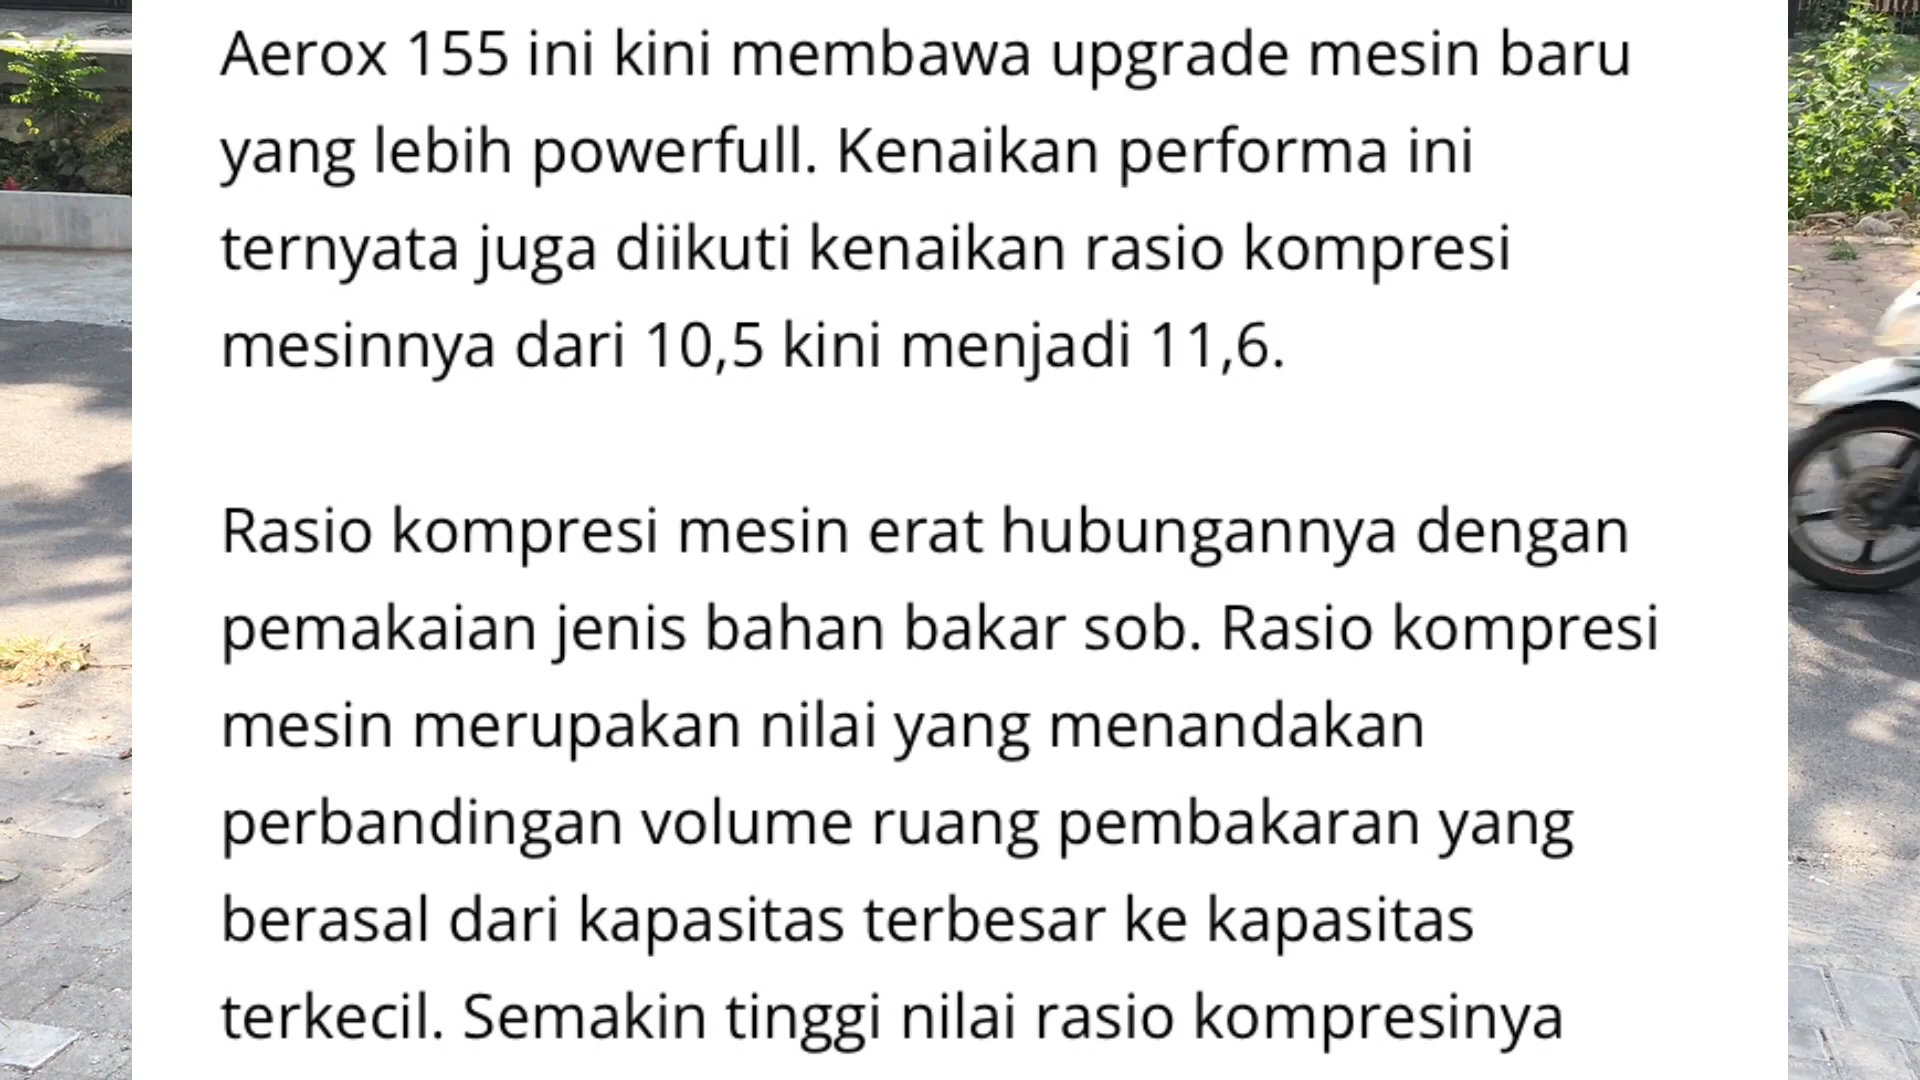 Aerox 155 ini kini membawa upgrade mesin baru
yang lebih powerfull. Kenaikan performa ini
ternyata juga diikuti kenaikan rasio kompresi
mesinnya dari 10,5 kini menjadi 11,6.
Rasio kompresi mesin erat hubungannya dengan
pemakaian jenis bahan bakar sob. Rasio kompresi
mesin merupakan nilai yang menandakan
perbandingan volume ruang pembakaran yang
berasal dari kapasitas terbesar ke kapasitas
terkecil. Semakin tinggi nilai rasio kompresinya